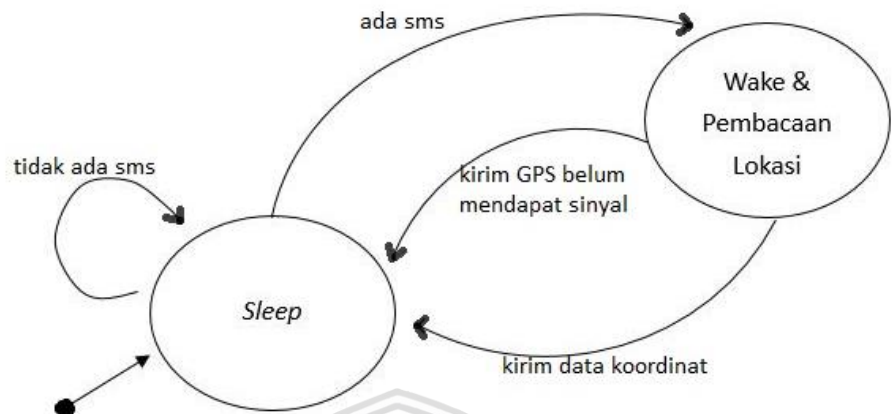 ada sms
Wake &
Pembacaan
Lokasi
tidak ada sms
kirim GPS belum
mendapat sinyal
Sleep
kirim data koordinat